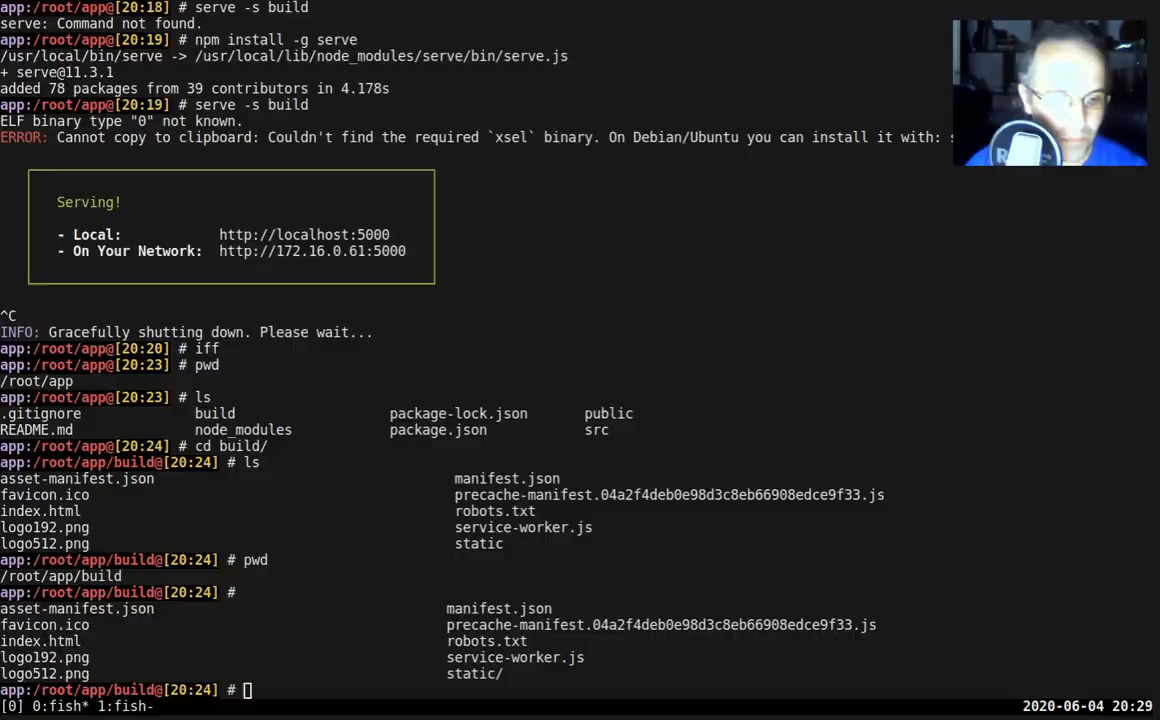 app:/root/app@[20:18] # serve -s build
serve: Command not found.
app:/root/app@[20:19] # npm install -g serve
/usr/local/bin/serve -> /usr/local/lib/node_modules/serve/bin/serve.js
+ serve@11.3.1
added 78 packages from 39 contributors in 4.178s
app:/root/app@[20:19] # serve -s build
ELF binary type "0" not known.
ERROR: Cannot copy to clipboard: Couldn't find the required `xsel` binary. On Debian/Ubuntu you can install it with: s
Serving!
- Local: http://localhost:5000
- On Your Network: http://172.16.0.61:5000
^C
INFO: Gracefully shutting down. Please wait...
app:/root/app@[20:20] # iff
app:/root/app@[20:23] # pwd
/root/app
app:/root/app@[20:23] # ls
.gitignore build package-lock.json public
README.md node_modules package.json src
app:/root/app@[20:24] # cd build/
app:/root/app/build@[20:24] # ls
asset-manifest.json manifest.json
favicon.ico precache-manifest.04a2f4deb0e98d3c8eb66908edce9f33.js
index.html robots.txt
logo192.png service-worker.js
logo512.png static
app:/root/app/build@[20:24] # pwd
/root/app/build
app:/root/app/build@[20:24] #
asset-manifest.json manifest.json
favicon.ico precache-manifest.04a2f4deb0e98d3c8eb66908edce9f33.js
index.html robots.txt
logo192.png service-worker.js
logo512.png static/
app:/root/app/build@[20:24] #
[0] 0:fish* 1:fish- 2020-06-04 20:29